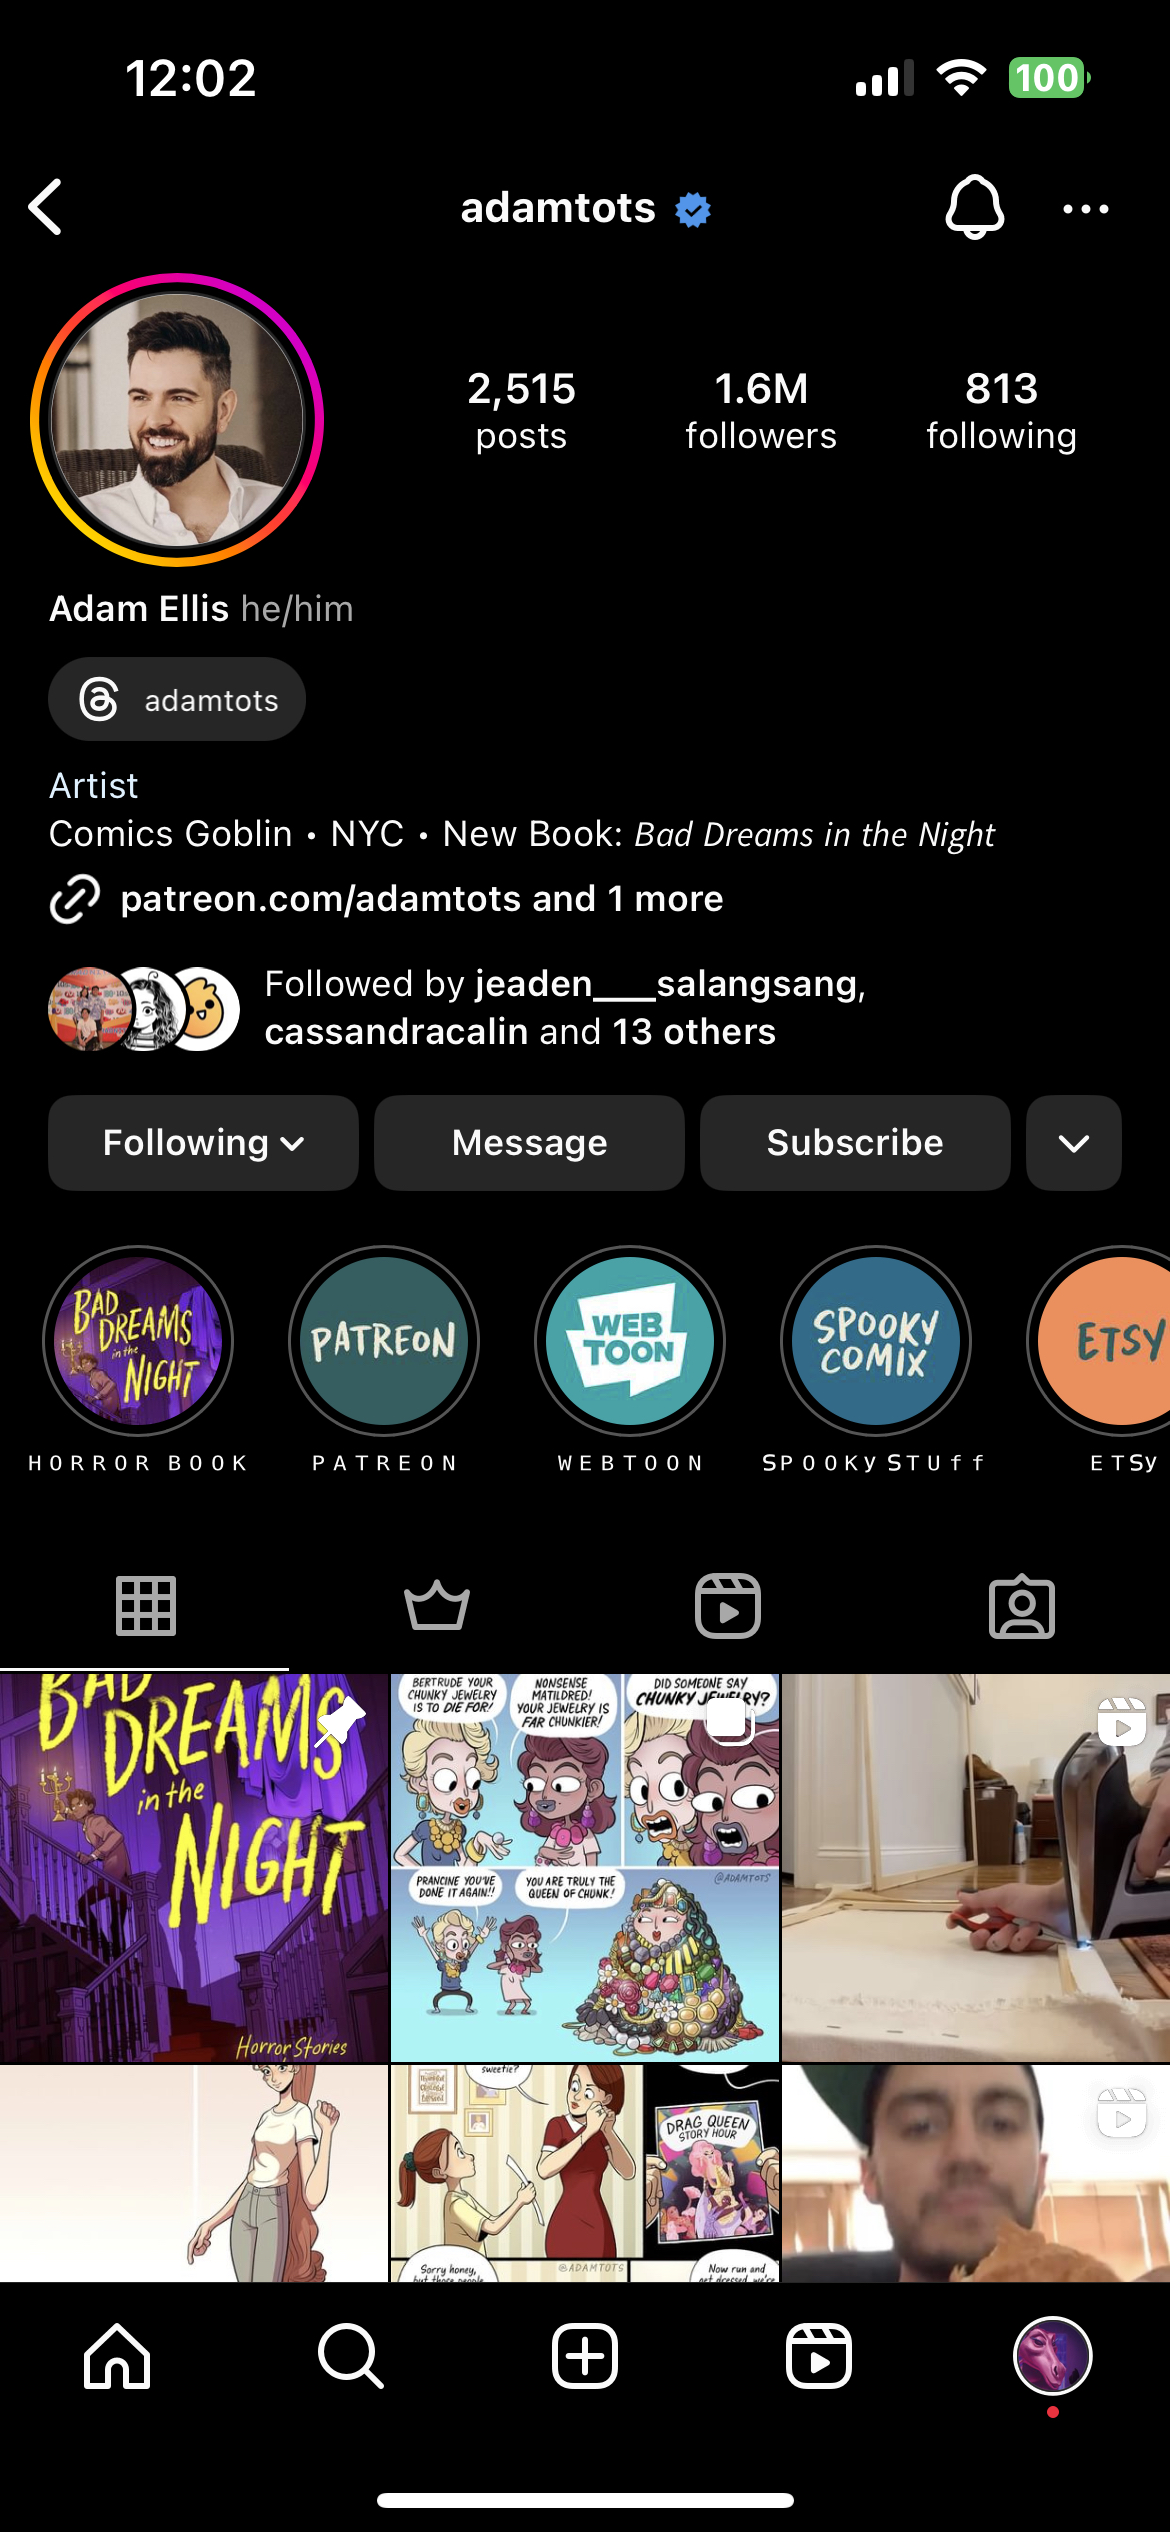 12:02
100
adamtots
2,515
posts
1.6M
followers
813
following
Adam Ellis he/him
adamtots
Artist
Comics Goblin • NYC • New Book: Bad Dreams in the Night
patreon.com/adamtots and 1 more
Followed by jeaden____salangsang,
cassandracalin and 13 others
Following
Message
Subscribe
BAD
DREAMS
in the
NIGHT
PATREON
WEB
TOON
SPOOKY
COMIX
ETSY
HORROR BOOK
PATREON
WEBTOON
SPOOKy STUff
ETSy
BAD
DREAMS
in the
NIGHT
Horror Stories
BERTRUDE YOUR
CHUNKY JEWELRY
IS TO DIE FOR!
NONSENSE
MATILDRED!
YOUR JEWELRY IS
FAR CHUNKIER!
DID SOMEONE SAY
CHUNKY JEWELRY?
PRANCINE YOU'VE
DONE IT AGAIN!!
YOU ARE TRULY THE
QUEEN OF CHUNK!
@ADAMTOTS
sweetie?
DRAG QUEEN
STORY HOUR
Sorry honey,
but those people
@ADAMTOTS
Now run and
get dressed, we're